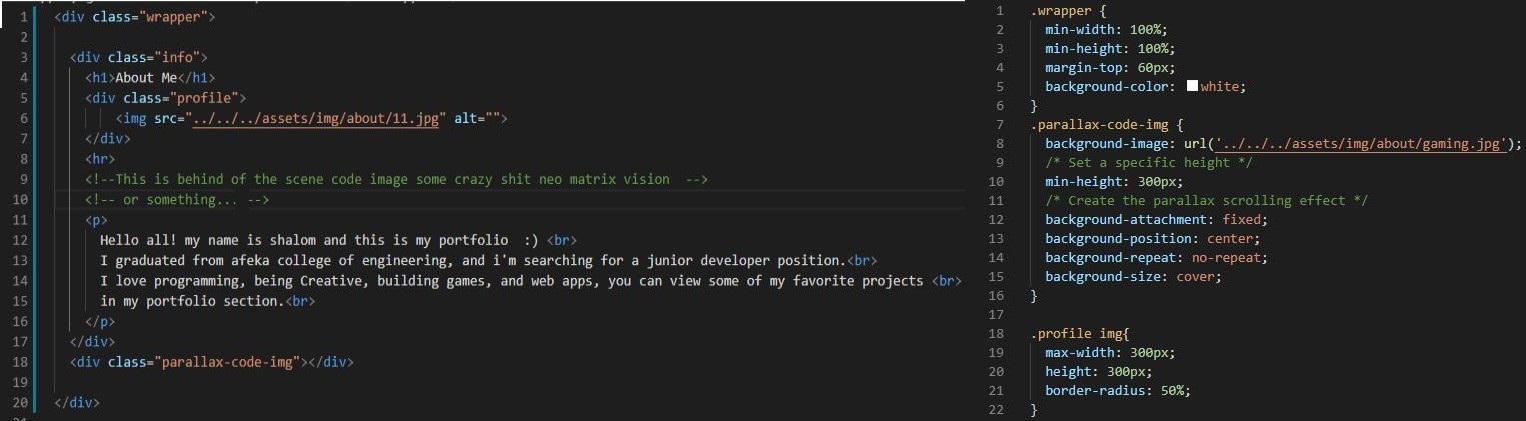 1 <div class="wrapper">
2
3 <div class="info">
4 <h1>About Me</h1>
5 <div class="profile">
6 <img src="../../../assets/img/about/11.jpg" alt="">
7 </div>
8 <hr>
9 <!--This is behind of the scene code image some crazy shit neo matrix vision  -->
10 <!-- or something... -->
11 <p>
12 Hello all! my name is shalom and this is my portfolio  :) <br>
13 I graduated from afeka college of engineering, and i'm searching for a junior developer position.<br>
14 I love programming, being Creative, building games, and web apps, you can view some of my favorite projects <br>
15 in my portfolio section.<br>
16 </p>
17 </div>
18 <div class="parallax-code-img"></div>
19
20 </div>
1 .wrapper {
2 min-width: 100%;
3 min-height: 100%;
4 margin-top: 60px;
5 background-color: white;
6 }
7 .parallax-code-img {
8 background-image: url('../../../assets/img/about/gaming.jpg');
9 /* Set a specific height */
10 min-height: 300px;
11 /* Create the parallax scrolling effect */
12 background-attachment: fixed;
13 background-position: center;
14 background-repeat: no-repeat;
15 background-size: cover;
16 }
17
18 .profile img{
19 max-width: 300px;
20 height: 300px;
21 border-radius: 50%;
22 }